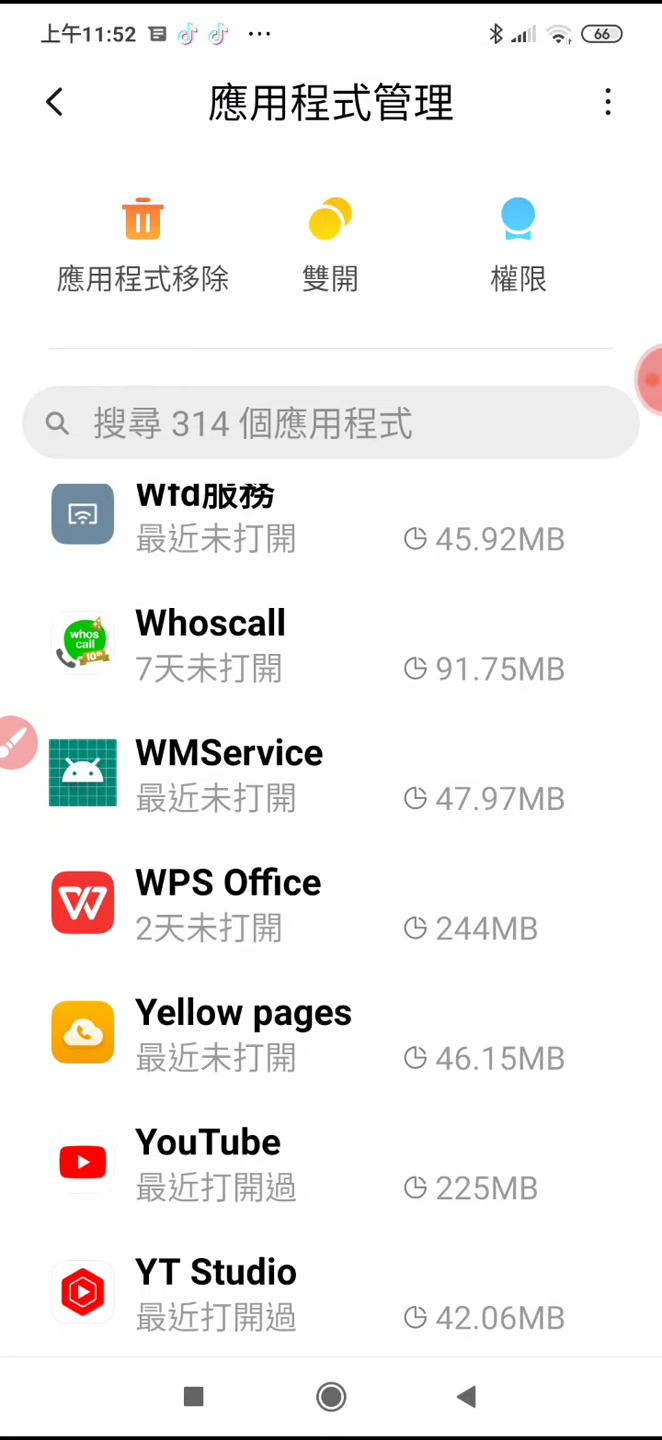 上午11:52
66
應用程式管理
應用程式移除
雙開
權限
搜尋 314 個應用程式
Wfd服務
最近未打開
45.92MB
whos
call
10th
Whoscall
7天未打開
91.75MB
WMService
最近未打開
47.97MB
WPS Office
2天未打開
244MB
Yellow pages
最近未打開
46.15MB
YouTube
最近打開過
225MB
YT Studio
最近打開過
42.06MB